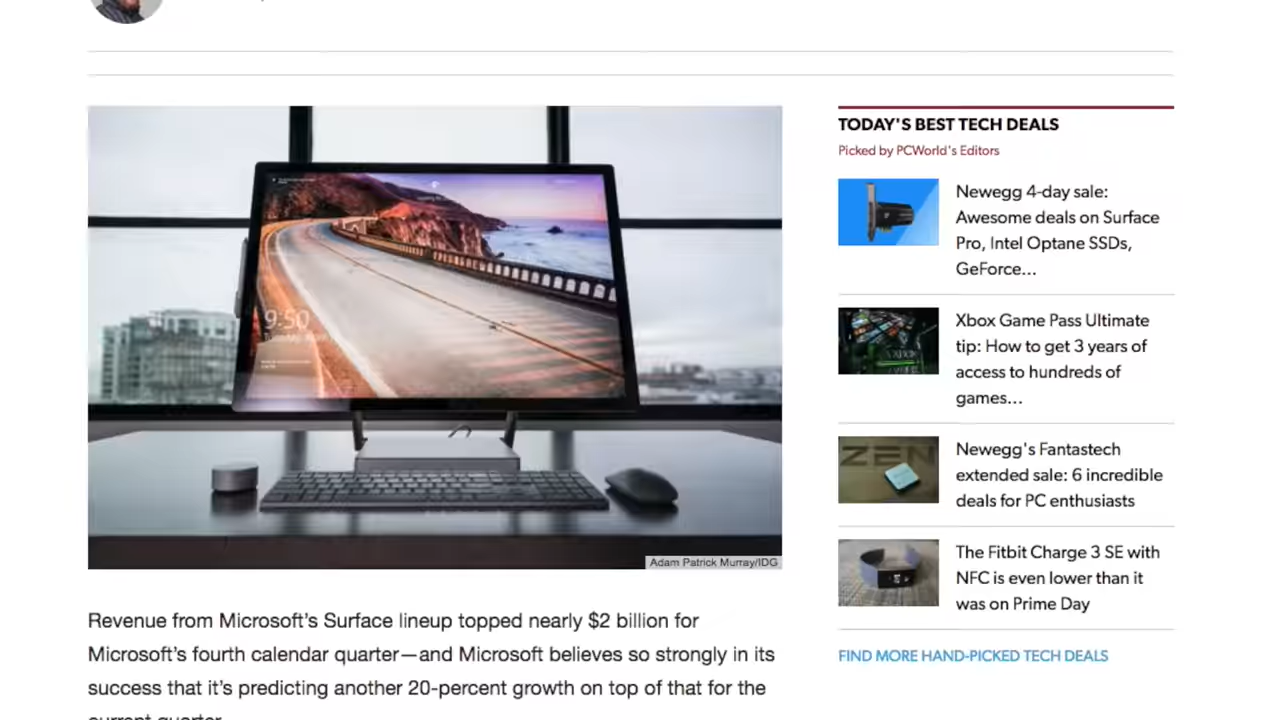 9:50
Adam Patrick Murray/IDG
Revenue from Microsoft's Surface lineup topped nearly $2 billion for
Microsoft's fourth calendar quarter—and Microsoft believes so strongly in its
success that it's predicting another 20-percent growth on top of that for the
current quarter
TODAY'S BEST TECH DEALS
Picked by PCWorld's Editors
Newegg 4-day sale:
Awesome deals on Surface
Pro, Intel Optane SSDs,
GeForce...
Xbox Game Pass Ultimate
tip: How to get 3 years of
access to hundreds of
games...
ZEN
Newegg's Fantastech
extended sale: 6 incredible
deals for PC enthusiasts
The Fitbit Charge 3 SE with
NFC is even lower than it
was on Prime Day
FIND MORE HAND-PICKED TECH DEALS